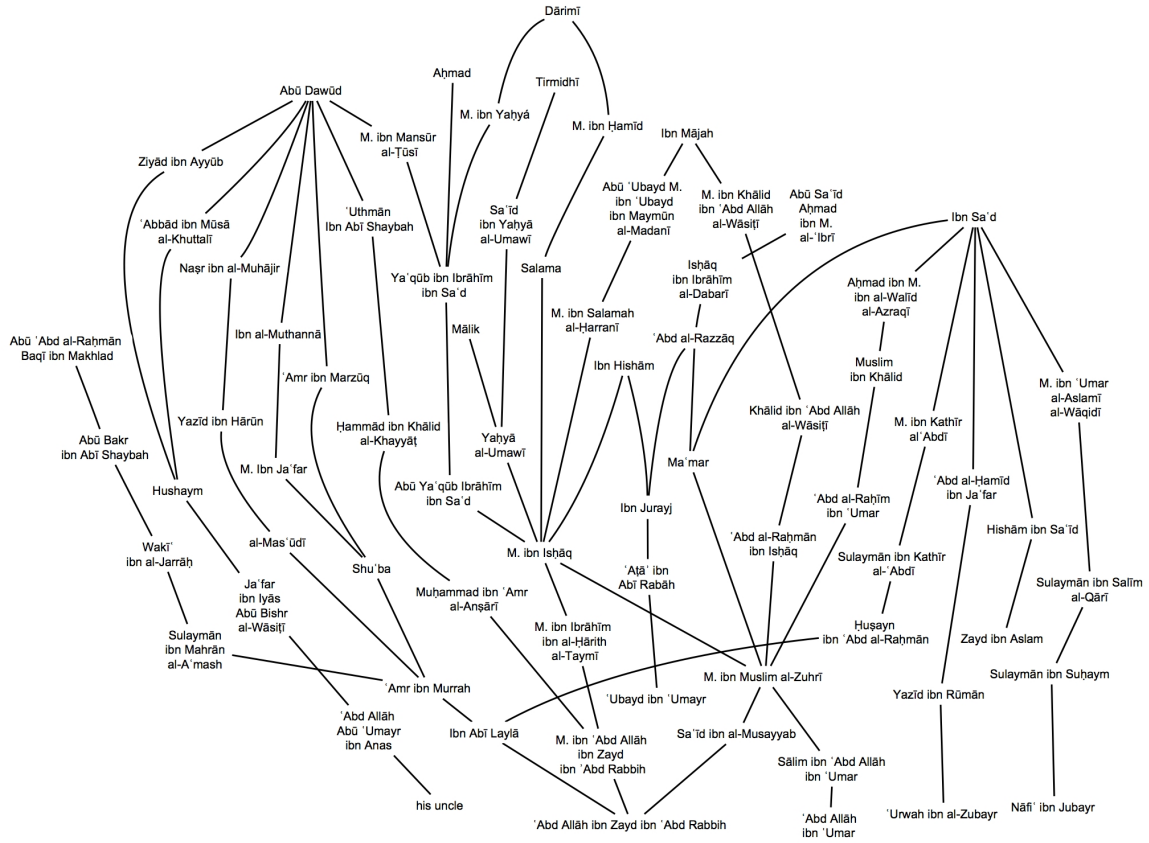 Dārimī
Aḥmad
Tirmidhī
Abū Dawūd
M. ibn Yaḥyá
M. ibn Ḥamīd
Ibn Mājah
M. ibn Mansūr
al-Ṭūsī
Ziyād ibn Ayyūb
Abū ʿUbayd M.
ibn ʿUbayd
ibn Maymūn
al-Madanī
M. ibn Khālid
ibn ʿAbd Allāh
al-Wāsiṭī
Abū Saʿīd
Aḥmad
ibn M.
al-ʿIbrī
ʿAbbād ibn Mūsā
al-Khuttalī
ʿUthmān
Ibn Abī Shaybah
Saʿīd
ibn Yaḥyā
al-Umawī
Ibn Saʿd
Naṣr ibn al-Muhājir
Yaʿqūb ibn Ibrāhīm
ibn Saʿd
Salama
Isḥāq
ibn Ibrāhīm
al-Dabarī
Aḥmad ibn M.
ibn al-Walīd
al-Azraqī
M. ibn Salamah
al-Ḥarranī
Abū ʿAbd al-Raḥmān
Baqī ibn Makhlad
Ibn al-Muthannā
Mālik
ʿAbd al-Razzāq
Ibn Hishām
Muslim
ibn Khālid
ʿAmr ibn Marzūq
M. ibn ʿUmar
al-Aslamī
al-Wāqidī
Yazīd ibn Hārūn
Ḥammād ibn Khālid
al-Khayyāṭ
Khālid ibn ʿAbd Allāh
al-Wāsiṭī
M. ibn Kathīr
al'Abdī
Abū Bakr
ibn Abī Shaybah
Yaḥyā
al-Umawī
M. Ibn Jaʿfar
Maʿmar
Hushaym
Abū Yaʿqūb Ibrāhīm
ibn Saʿd
Ibn Jurayj
ʿAbd al-Raḥīm
ibn ʿUmar
ʿAbd al-Ḥamīd
ibn Jaʿfar
Hishām ibn Saʿīd
Wakīʿ
ibn al-Jarrāḥ
al-Masʿūdī
M. ibn Isḥāq
ʿAbd al-Raḥmān
ibn Isḥāq
Shuʿba
ʿAṭāʾ ibn
Abī Rabāh
Sulaymān ibn Kathīr
al-ʿAbdī
Jaʿfar
ibn Iyās
Abū Bishr
al-Wāsiṭī
Muḥammad ibn ʿAmr
al-Anṣārī
Sulaymān ibn Salīm
al-Qārī
Sulaymān
ibn Mahrān
al-Aʿmash
M. ibn Ibrāhīm
ibn al-Ḥārith
al-Taymī
Ḥuṣayn
ibn ʿAbd al-Raḥmān
Zayd ibn Aslam
ʿAmr ibn Murrah
M. ibn Muslim al-Zuhrī
Sulaymān ibn Suḥaym
ʿUbayd ibn ʿUmayr
Yazīd ibn Rūmān
ʿAbd Allāh
Abū ʿUmayr
ibn Anas
Ibn Abī Laylā
M. ibn ʿAbd Allāh
ibn Zayd
ibn ʿAbd Rabbih
Saʿīd ibn al-Musayyab
Sālim ibn ʿAbd Allāh
ibn ʿUmar
his uncle
ʿAbd Allāh ibn Zayd ibn ʿAbd Rabbih
ʿAbd Allāh
ibn ʿUmar
ʿUrwah ibn al-Zubayr
Nāfiʿ ibn Jubayr